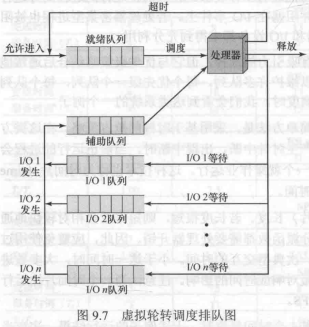 超时
允许进入
就绪队列
调度
处理器
释放
辅助队列
I/O 1
发生
I/O 1等待
I/O 1队列
I/O 2
发生
I/O 2等待
I/O 2队列
I/O n
发生
I/O n等待
I/O n队列
图 9.7 虚拟轮转调度排队图